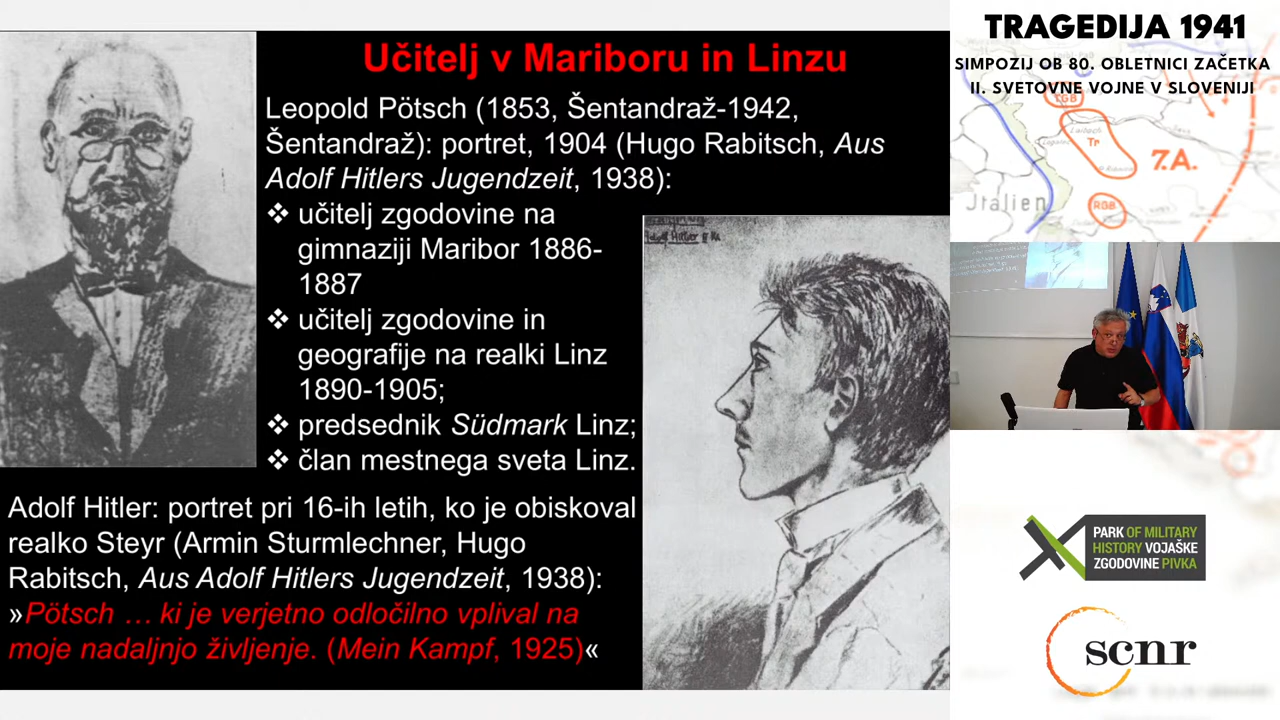 Učitelj v Mariboru in Linzu
Leopold Pötsch (1853, Šentandraž-1942,
Šentandraž): portret, 1904 (Hugo Rabitsch, Aus
Adolf Hitlers Jugendzeit, 1938):
❖ učitelj zgodovine na
gimnaziji Maribor 1886-
1887
❖ učitelj zgodovine in
geografije na realki Linz
1890-1905;
❖ predsednik Südmark Linz;
❖ član mestnega sveta Linz.
Adolf Hitler: portret pri 16-ih letih, ko je obiskoval
realko Steyr (Armin Sturmlechner, Hugo
Rabitsch, Aus Adolf Hitlers Jugendzeit, 1938):
»Pötsch … ki je verjetno odločilno vplival na
moje nadaljnjo življenje. (Mein Kampf, 1925)«
TRAGEDIJA 1941
SIMPOZIJ OB 80. OBLETNICI ZAČETKA
II. SVETOVNE VOJNE V SLOVENIJI
TGB
Laibach
Tr
7.A.
RGB
Jtalien
PARK OF MILITARY
HISTORY VOJAŠKE
ZGODOVINE PIVKA
scnr